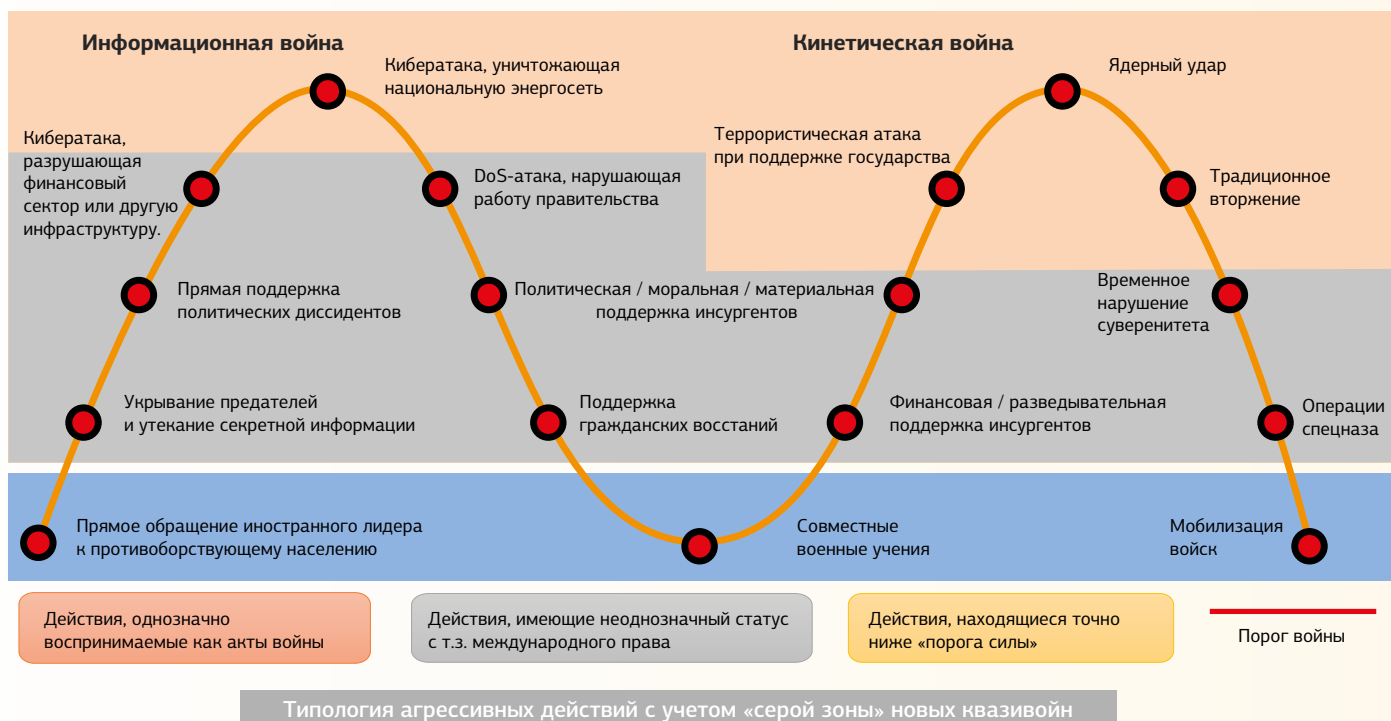 Информационная война
Кинетическая война
Кибератака, уничтожающая
национальную энергосеть
Ядерный удар
Кибератака,
разрушающая
финансовый
сектор или другую
инфраструктуру.
DoS-атака, нарушающая
работу правительства
Террористическая атака
при поддержке государства
Традиционное
вторжение
Прямая поддержка
политических диссидентов
Политическая / моральная / материальная
поддержка инсургентов
Временное
нарушение
суверенитета
Укрывание предателей
и утекание секретной информации
Поддержка
гражданских восстаний
Финансовая / разведывательная
поддержка инсургентов
Операции
спецназа
Прямое обращение иностранного лидера
к противоборствующему населению
Совместные
военные учения
Мобилизация
войск
Действия, однозначно
воспринимаемые как акты войны
Действия, имеющие неоднозначный статус
с т.з. международного права
Действия, находящиеся точно
ниже «порога силы»
Порог войны
Типология агрессивных действий с учетом «серой зоны» новых квазивойн